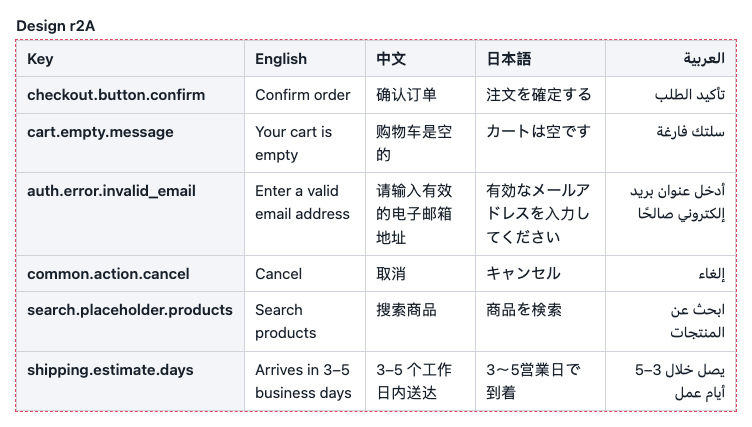 Design r2A
Key English 中文 日本語 العربية
checkout.button.confirm Confirm order 确认订单 注文を確定する تأكيد الطلب
cart.empty.message Your cart is empty 购物车是空的 カートは空です سلتك فارغة
auth.error.invalid_email Enter a valid email address 请输入有效的电子邮箱地址 有効なメールアドレスを入力してください أدخل عنوان بريد إلكتروني صالحًا
common.action.cancel Cancel 取消 キャンセル إلغاء
search.placeholder.products Search products 搜索商品 商品を検索 ابحث عن المنتجات
shipping.estimate.days Arrives in 3–5 business days 3–5 个工作日内送达 3〜5営業日で到着 يصل خلال 3–5 أيام عمل